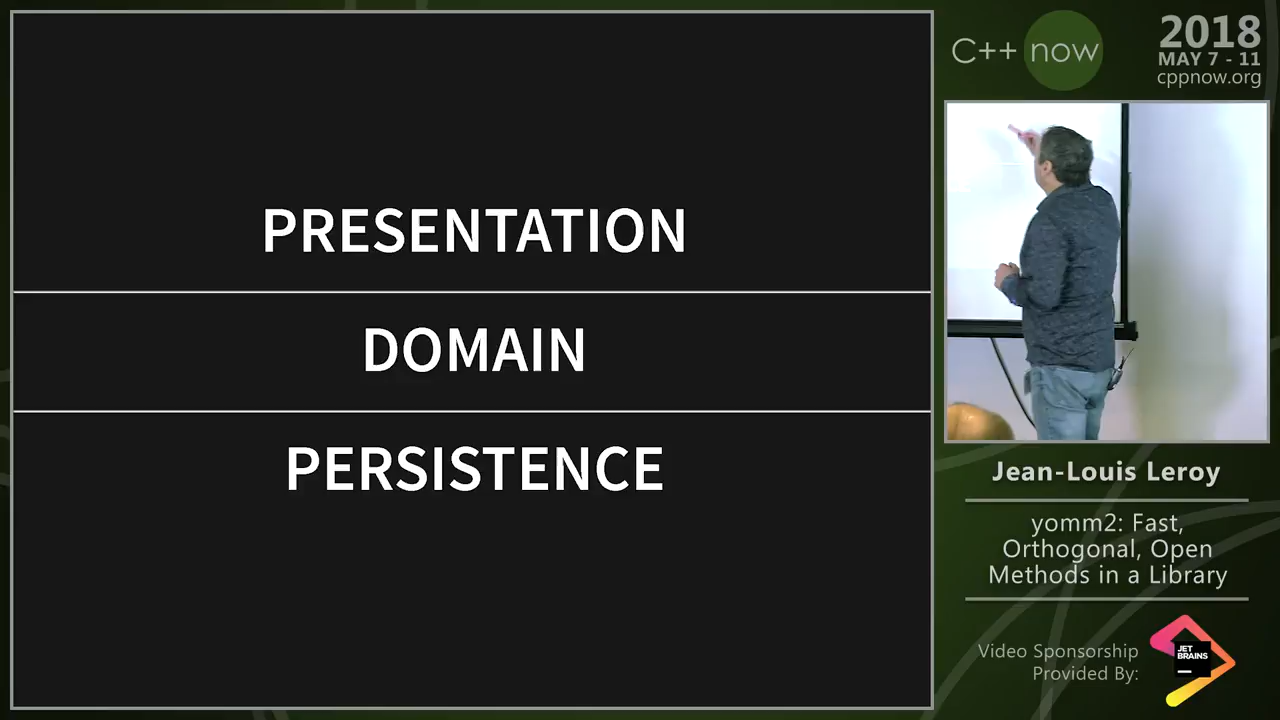 PRESENTATION
DOMAIN
PERSISTENCE
C++ now
2018
MAY 7 - 11
cppnow.org
Jean-Louis Leroy
yomm2: Fast,
Orthogonal, Open
Methods in a Library
Video Sponsorship
Provided By:
JET
BRAINS